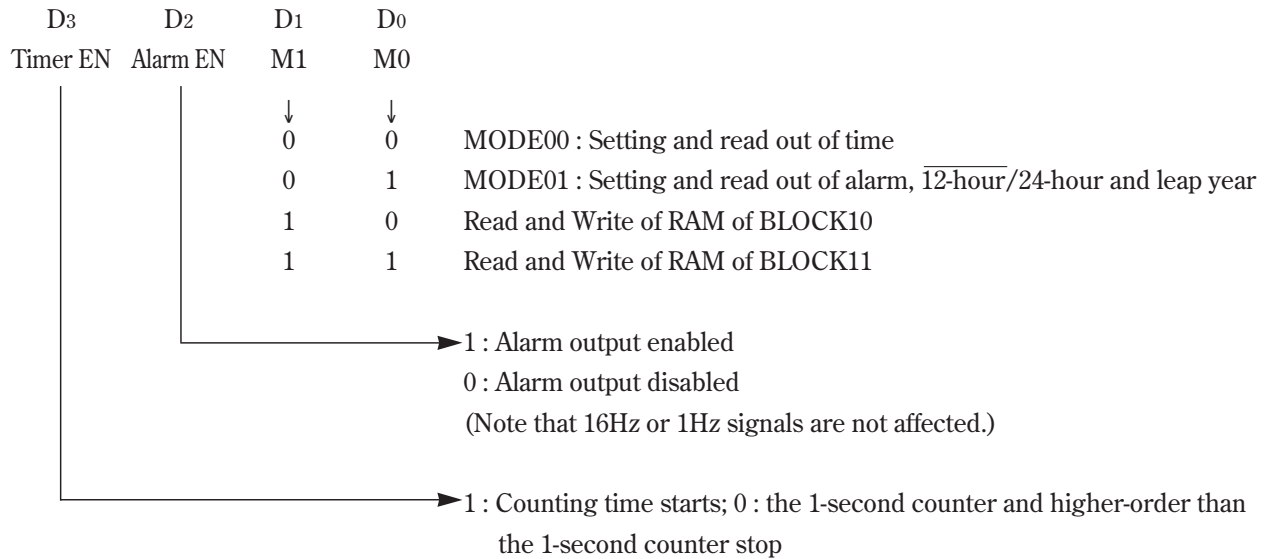 D3 D2 D1 D0
Timer EN Alarm EN M1 M0
↓ ↓
0 0 MODE00 : Setting and read out of time
0 1 MODE01 : Setting and read out of alarm, 12-hour/24-hour and leap year
1 0 Read and Write of RAM of BLOCK10
1 1 Read and Write of RAM of BLOCK11
1 : Alarm output enabled
0 : Alarm output disabled
(Note that 16Hz or 1Hz signals are not affected.)
1 : Counting time starts; 0 : the 1-second counter and higher-order than
the 1-second counter stop